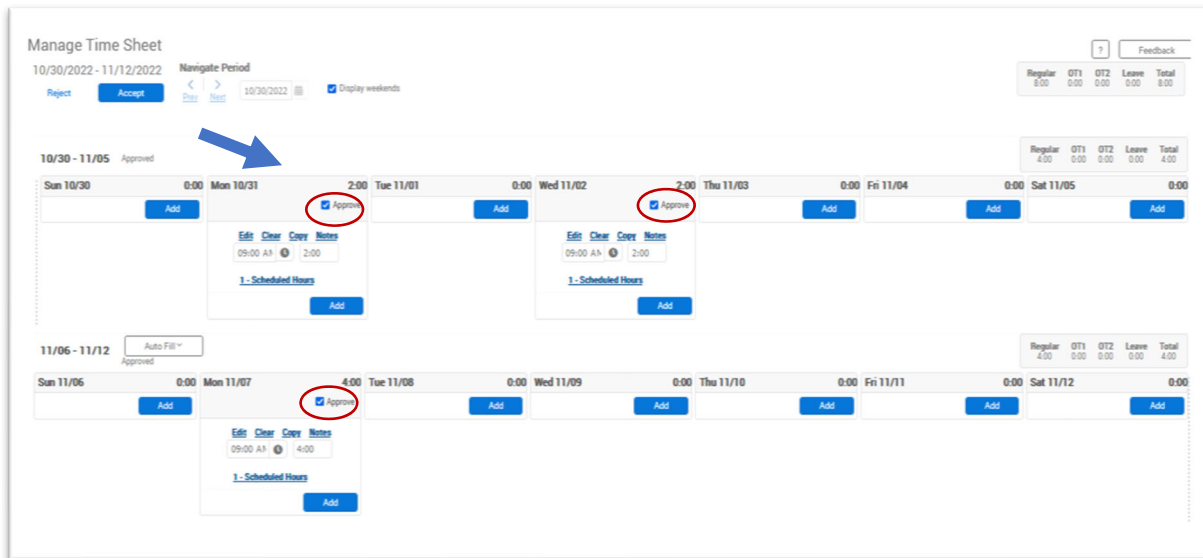 Manage Time Sheet
? Feedback
10/30/2022 - 11/12/2022 Navigate Period
Reject Accept Prev Next 10/30/2022 Display weekends
Regular OT1 OT2 Leave Total
8:00 0:00 0:00 0:00 8:00
10/30 - 11/05 Approved
Regular OT1 OT2 Leave Total
4:00 0:00 0:00 0:00 4:00
Sun 10/30 0:00 Mon 10/31 2:00 Tue 11/01 0:00 Wed 11/02 2:00 Thu 11/03 0:00 Fri 11/04 0:00 Sat 11/05 0:00
Add Approve Add Approve Add Add Add
Edit Clear Copy Notes Edit Clear Copy Notes
09:00 AM 2:00 09:00 AM 2:00
1 - Scheduled Hours 1 - Scheduled Hours
Add Add
11/06 - 11/12 Auto Fill
Approved
Regular OT1 OT2 Leave Total
4:00 0:00 0:00 0:00 4:00
Sun 11/06 0:00 Mon 11/07 4:00 Tue 11/08 0:00 Wed 11/09 0:00 Thu 11/10 0:00 Fri 11/11 0:00 Sat 11/12 0:00
Add Approve Add Add Add Add Add
Edit Clear Copy Notes
09:00 AM 4:00
1 - Scheduled Hours
Add